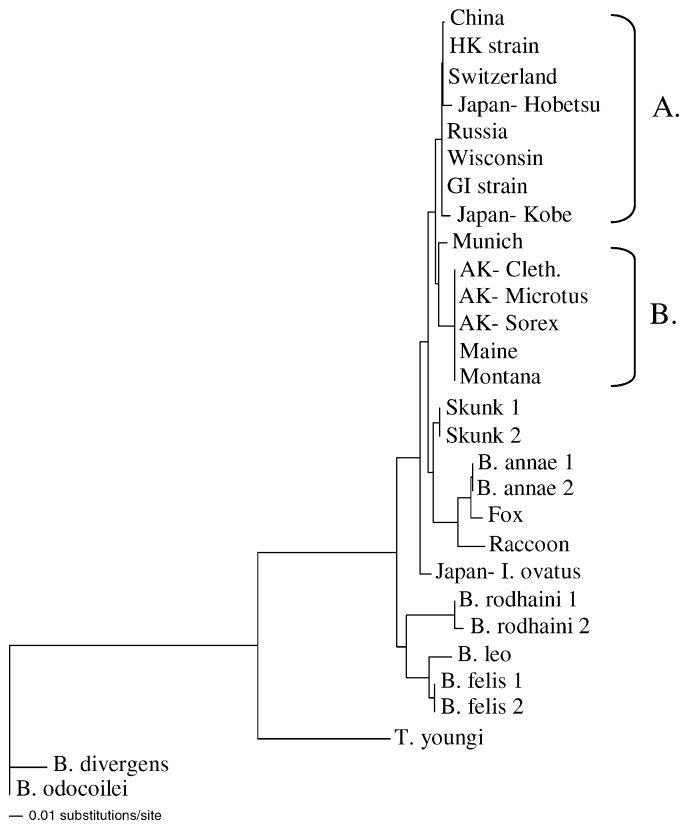 China
HK strain
Switzerland
Japan- Hobetsu
A.
Russia
Wisconsin
GI strain
Japan- Kobe
Munich
AK- Cleth.
AK- Microtus
B.
AK- Sorex
Maine
Montana
Skunk 1
Skunk 2
B. annae 1
B. annae 2
Fox
Raccoon
Japan- I. ovatus
B. rodhaini 1
B. rodhaini 2
B. leo
B. felis 1
B. felis 2
T. youngi
B. divergens
B. odocoilei
0.01 substitutions/site